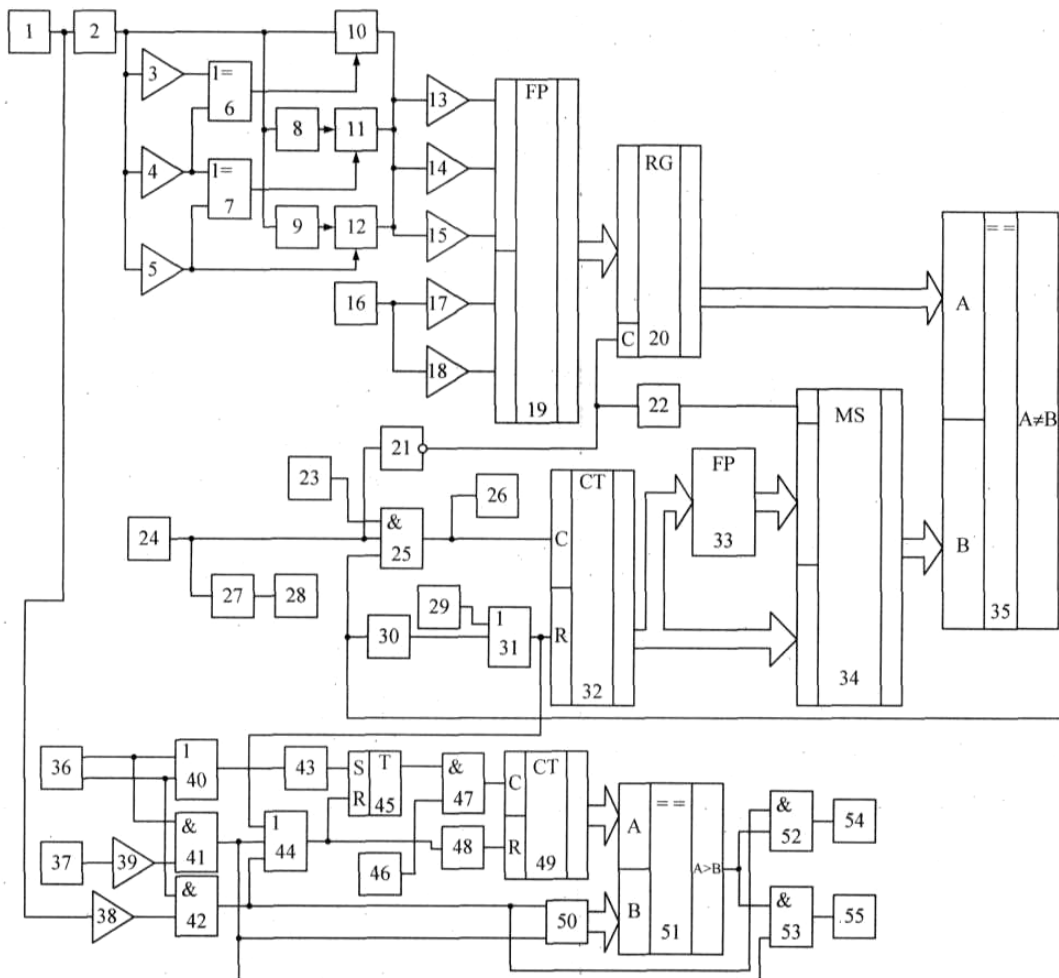 1 2 10
3 1= 6
FP
13
8 11
RG
4 1= 7
14
9 12
15
= =
5
16 17
A
C 20
18
19
22 MS
A≠B
21
23
CT
FP
26
&
24 25 C
33
B
27 28
29
35
30
1
31 R
32
34
36
1
40
43 S T
R 45
&
47
C CT
= =
&
52 54
37 39
&
41
1
44
A
46 48 R 49
A>B
38
&
42
50 B
51
&
53 55